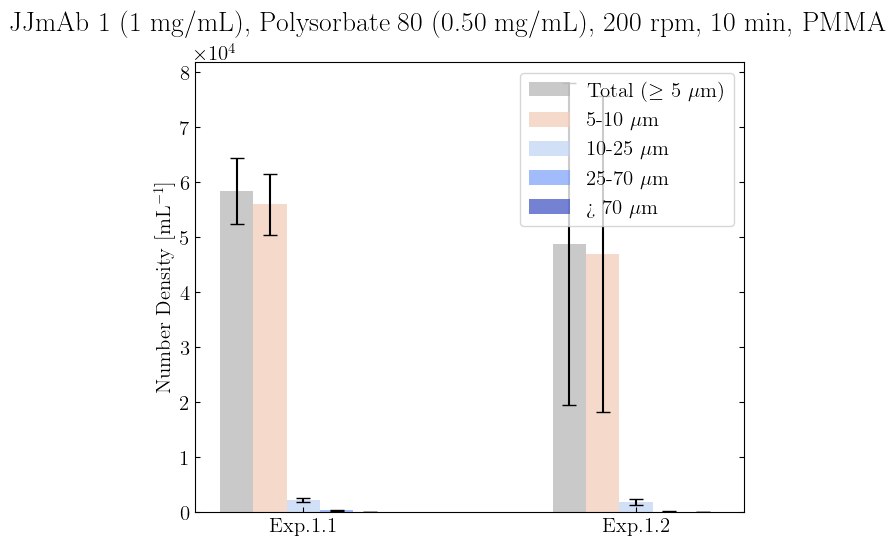 JJmAb 1 (1 mg/mL), Polysorbate 80 (0.50 mg/mL), 200 rpm, 10 min, PMMA
×10⁴
8
7
6
5
4
3
2
1
0
Number Density [mL⁻¹]
Total (≥ 5 μm)
5-10 μm
10-25 μm
25-70 μm
¿ 70 μm
Exp.1.1
Exp.1.2